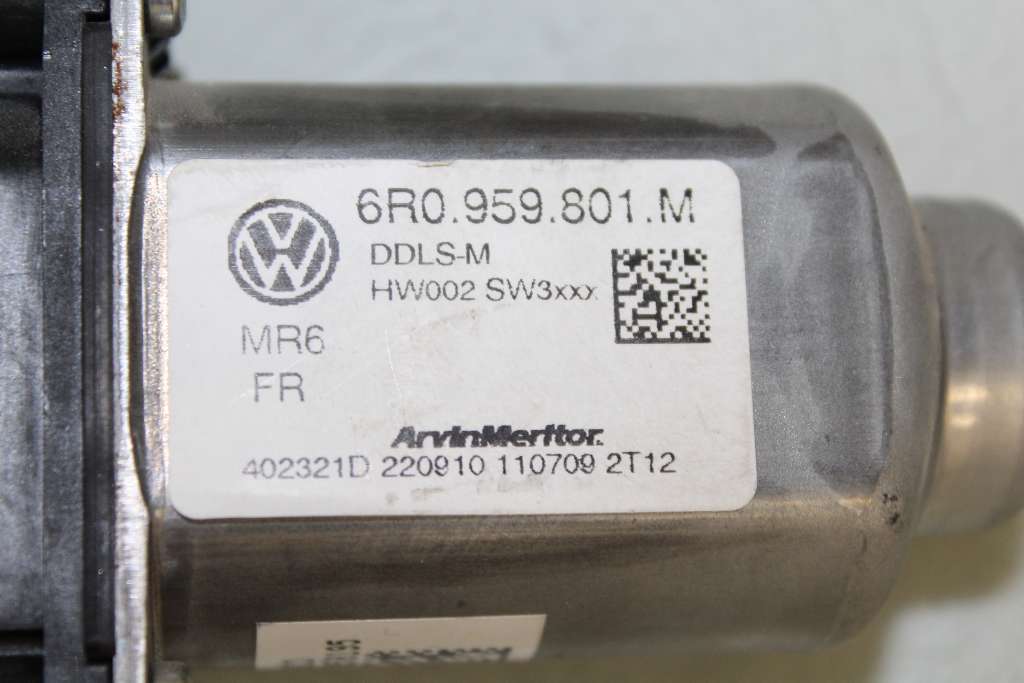 6R0.959.801.M
DDLS-M
HW002 SW3xxx
MR6
FR
ArvinMeritor.
402321D 220910 110709 2T12